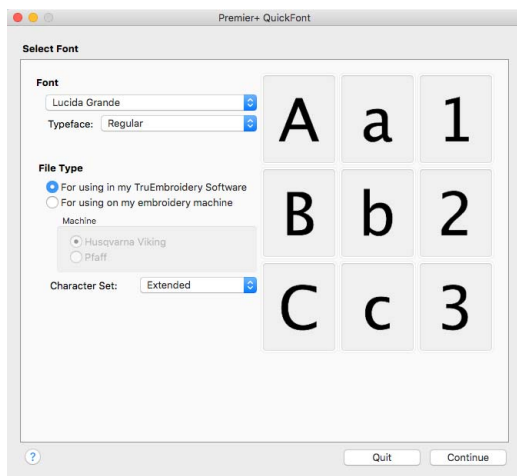 Premier+ QuickFont
Select Font
Font
Lucida Grande
Typeface: Regular
File Type
For using in my TruEmbroidery Software
For using on my embroidery machine
Machine
Husqvarna Viking
Pfaff
Character Set: Extended
A a 1
B b 2
C c 3
?
Quit Continue